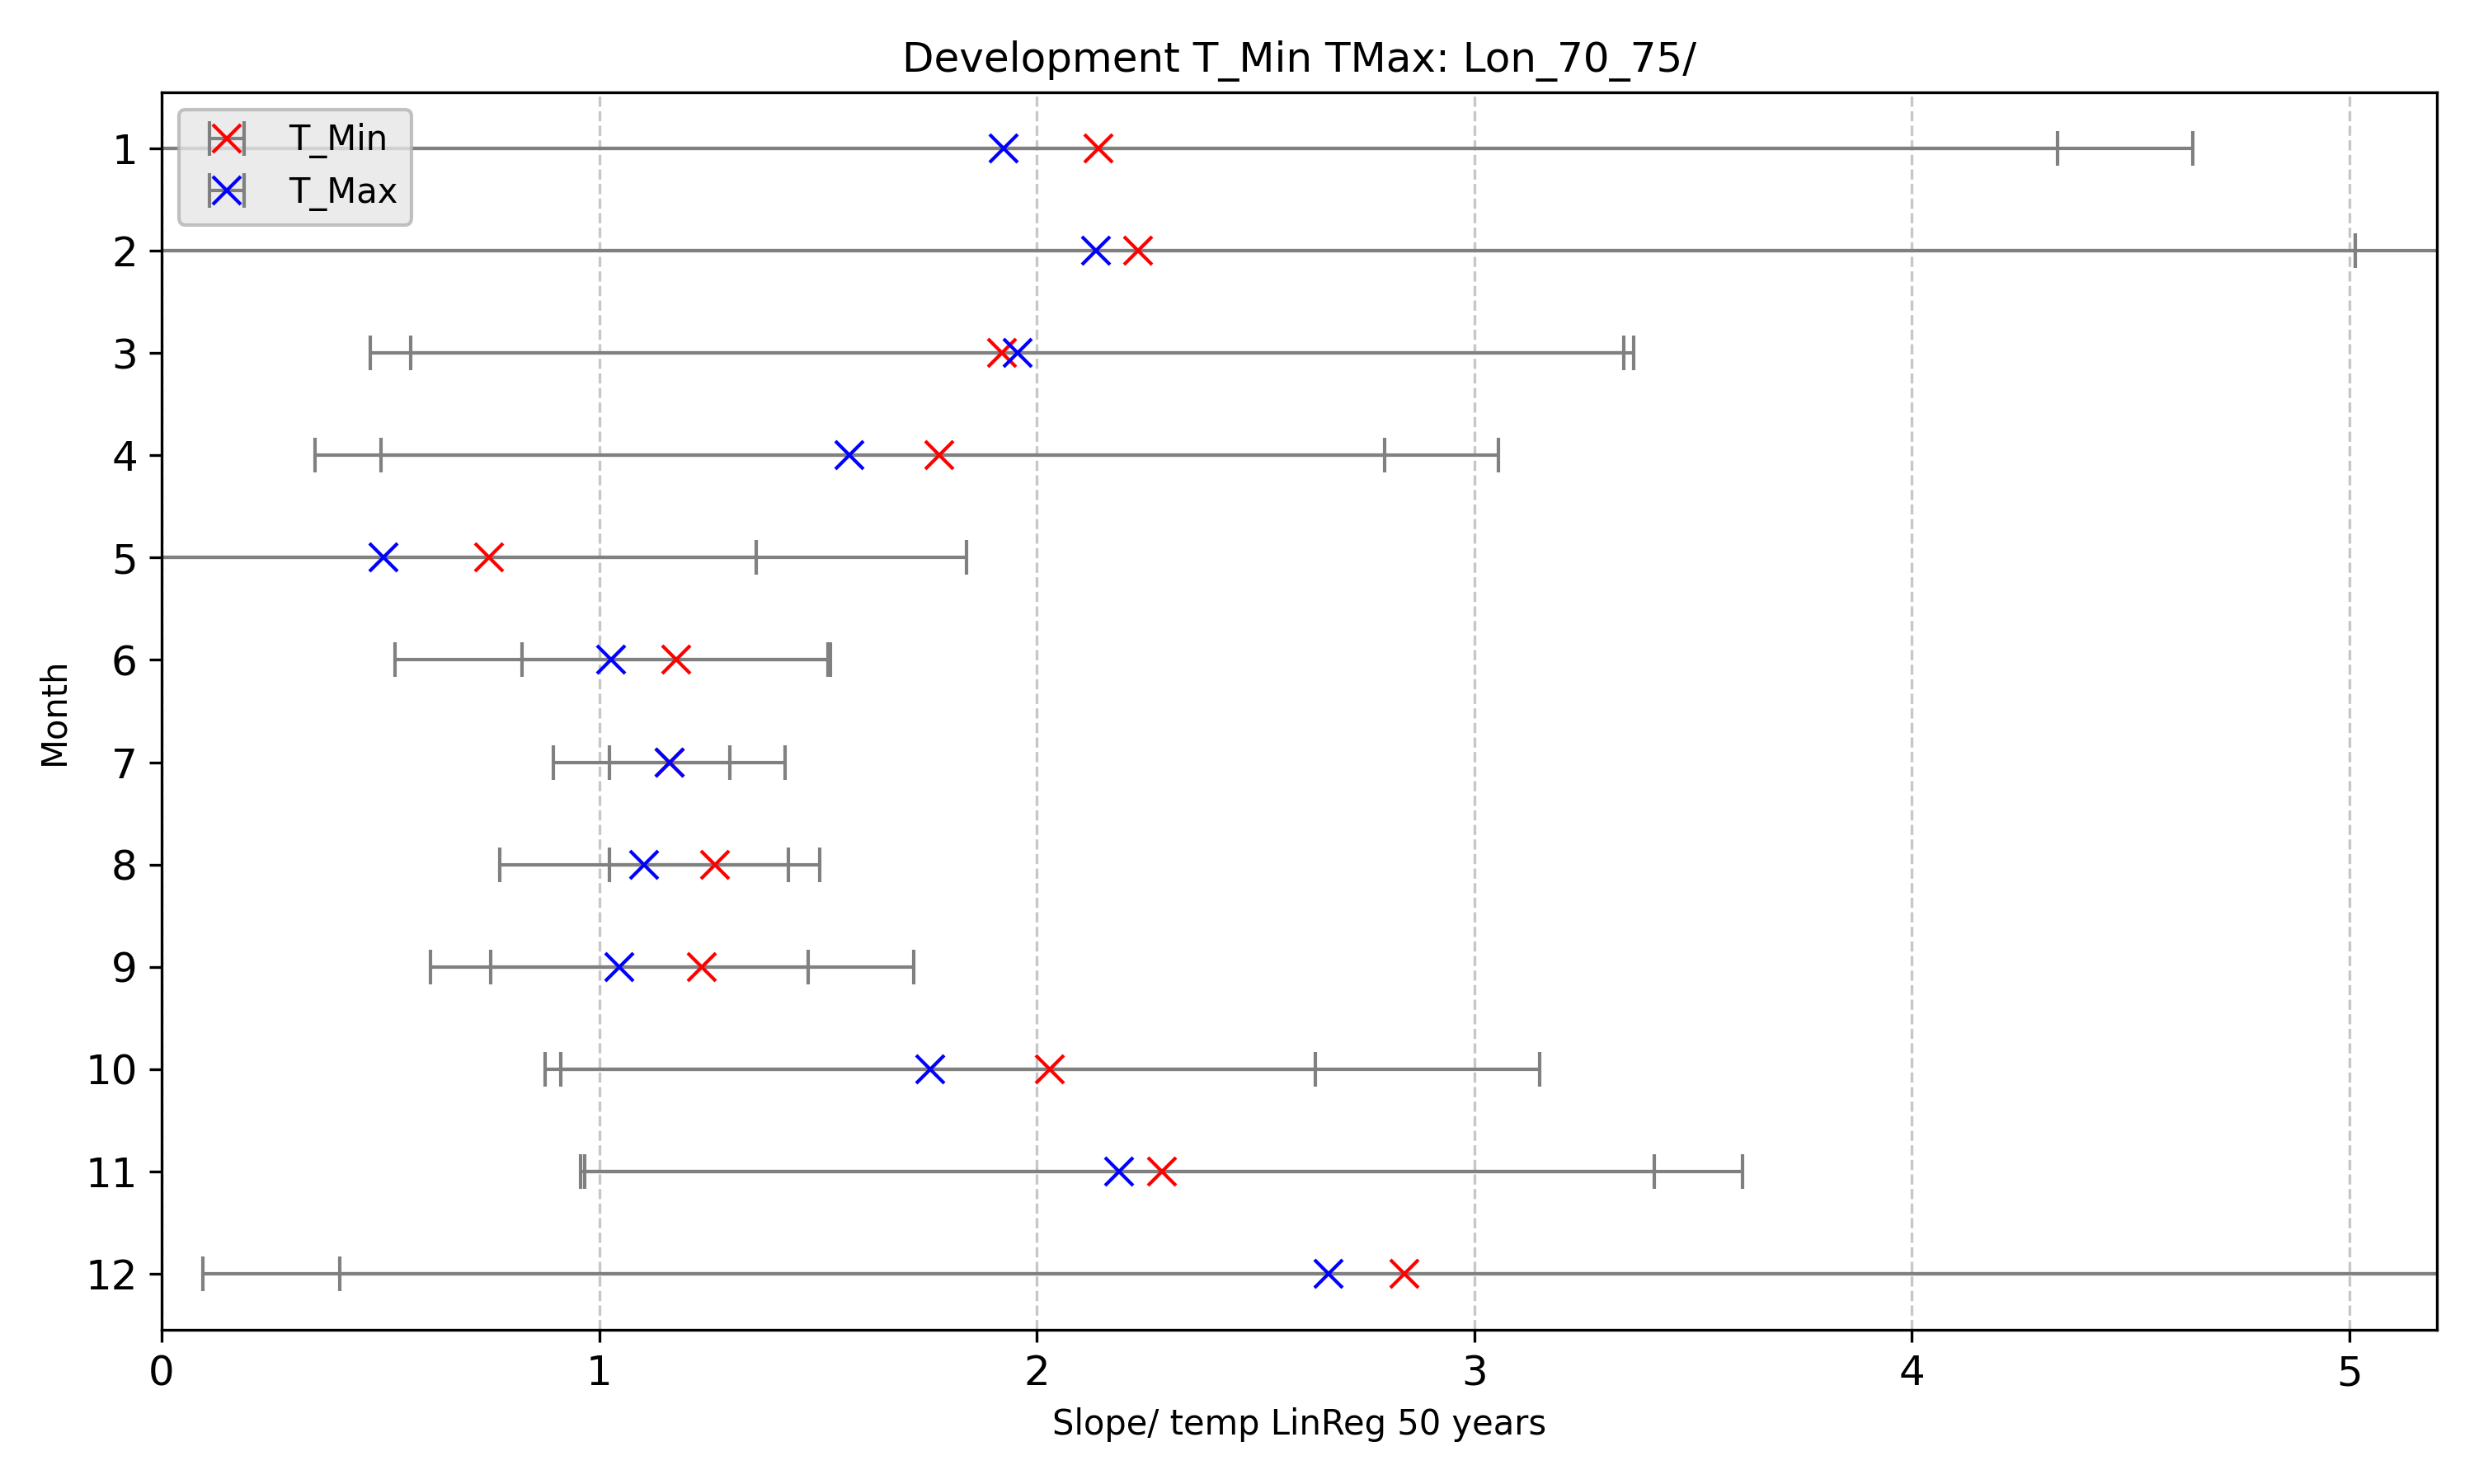 Development T_Min TMax: Lon_70_75/
T_Min
T_Max
Month
1
2
3
4
5
6
7
8
9
10
11
12
0 1 2 3 4 5
Slope/ temp LinReg 50 years